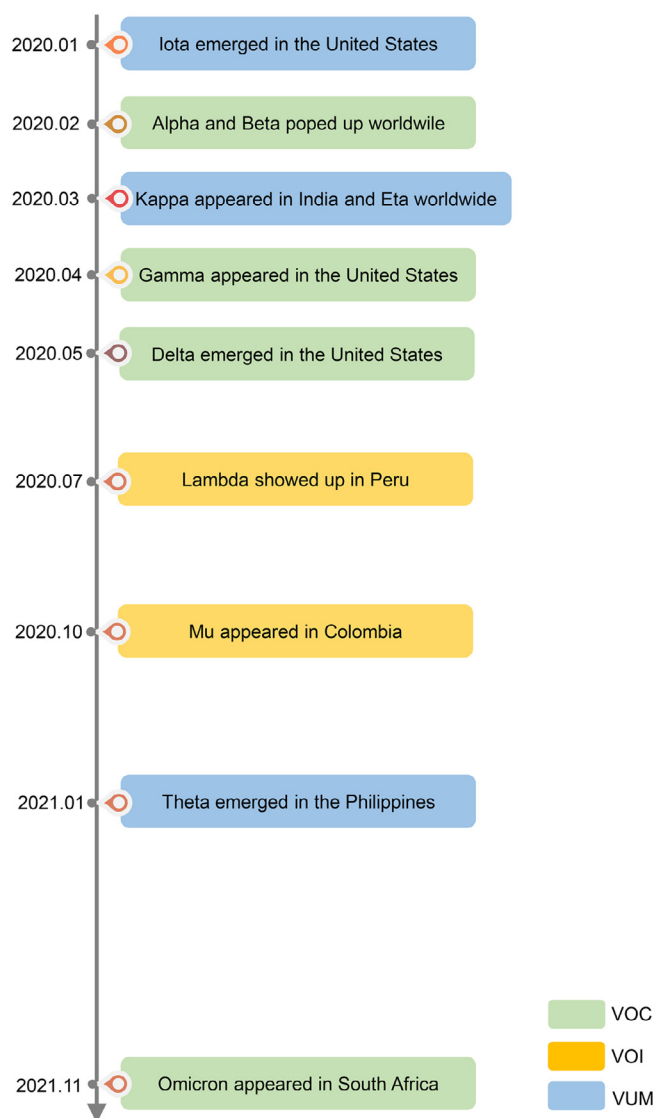 2020.01
Iota emerged in the United States
2020.02
Alpha and Beta poped up worldwile
2020.03
Kappa appeared in India and Eta worldwide
2020.04
Gamma appeared in the United States
2020.05
Delta emerged in the United States
2020.07
Lambda showed up in Peru
2020.10
Mu appeared in Colombia
2021.01
Theta emerged in the Philippines
2021.11
Omicron appeared in South Africa
VOC
VOI
VUM